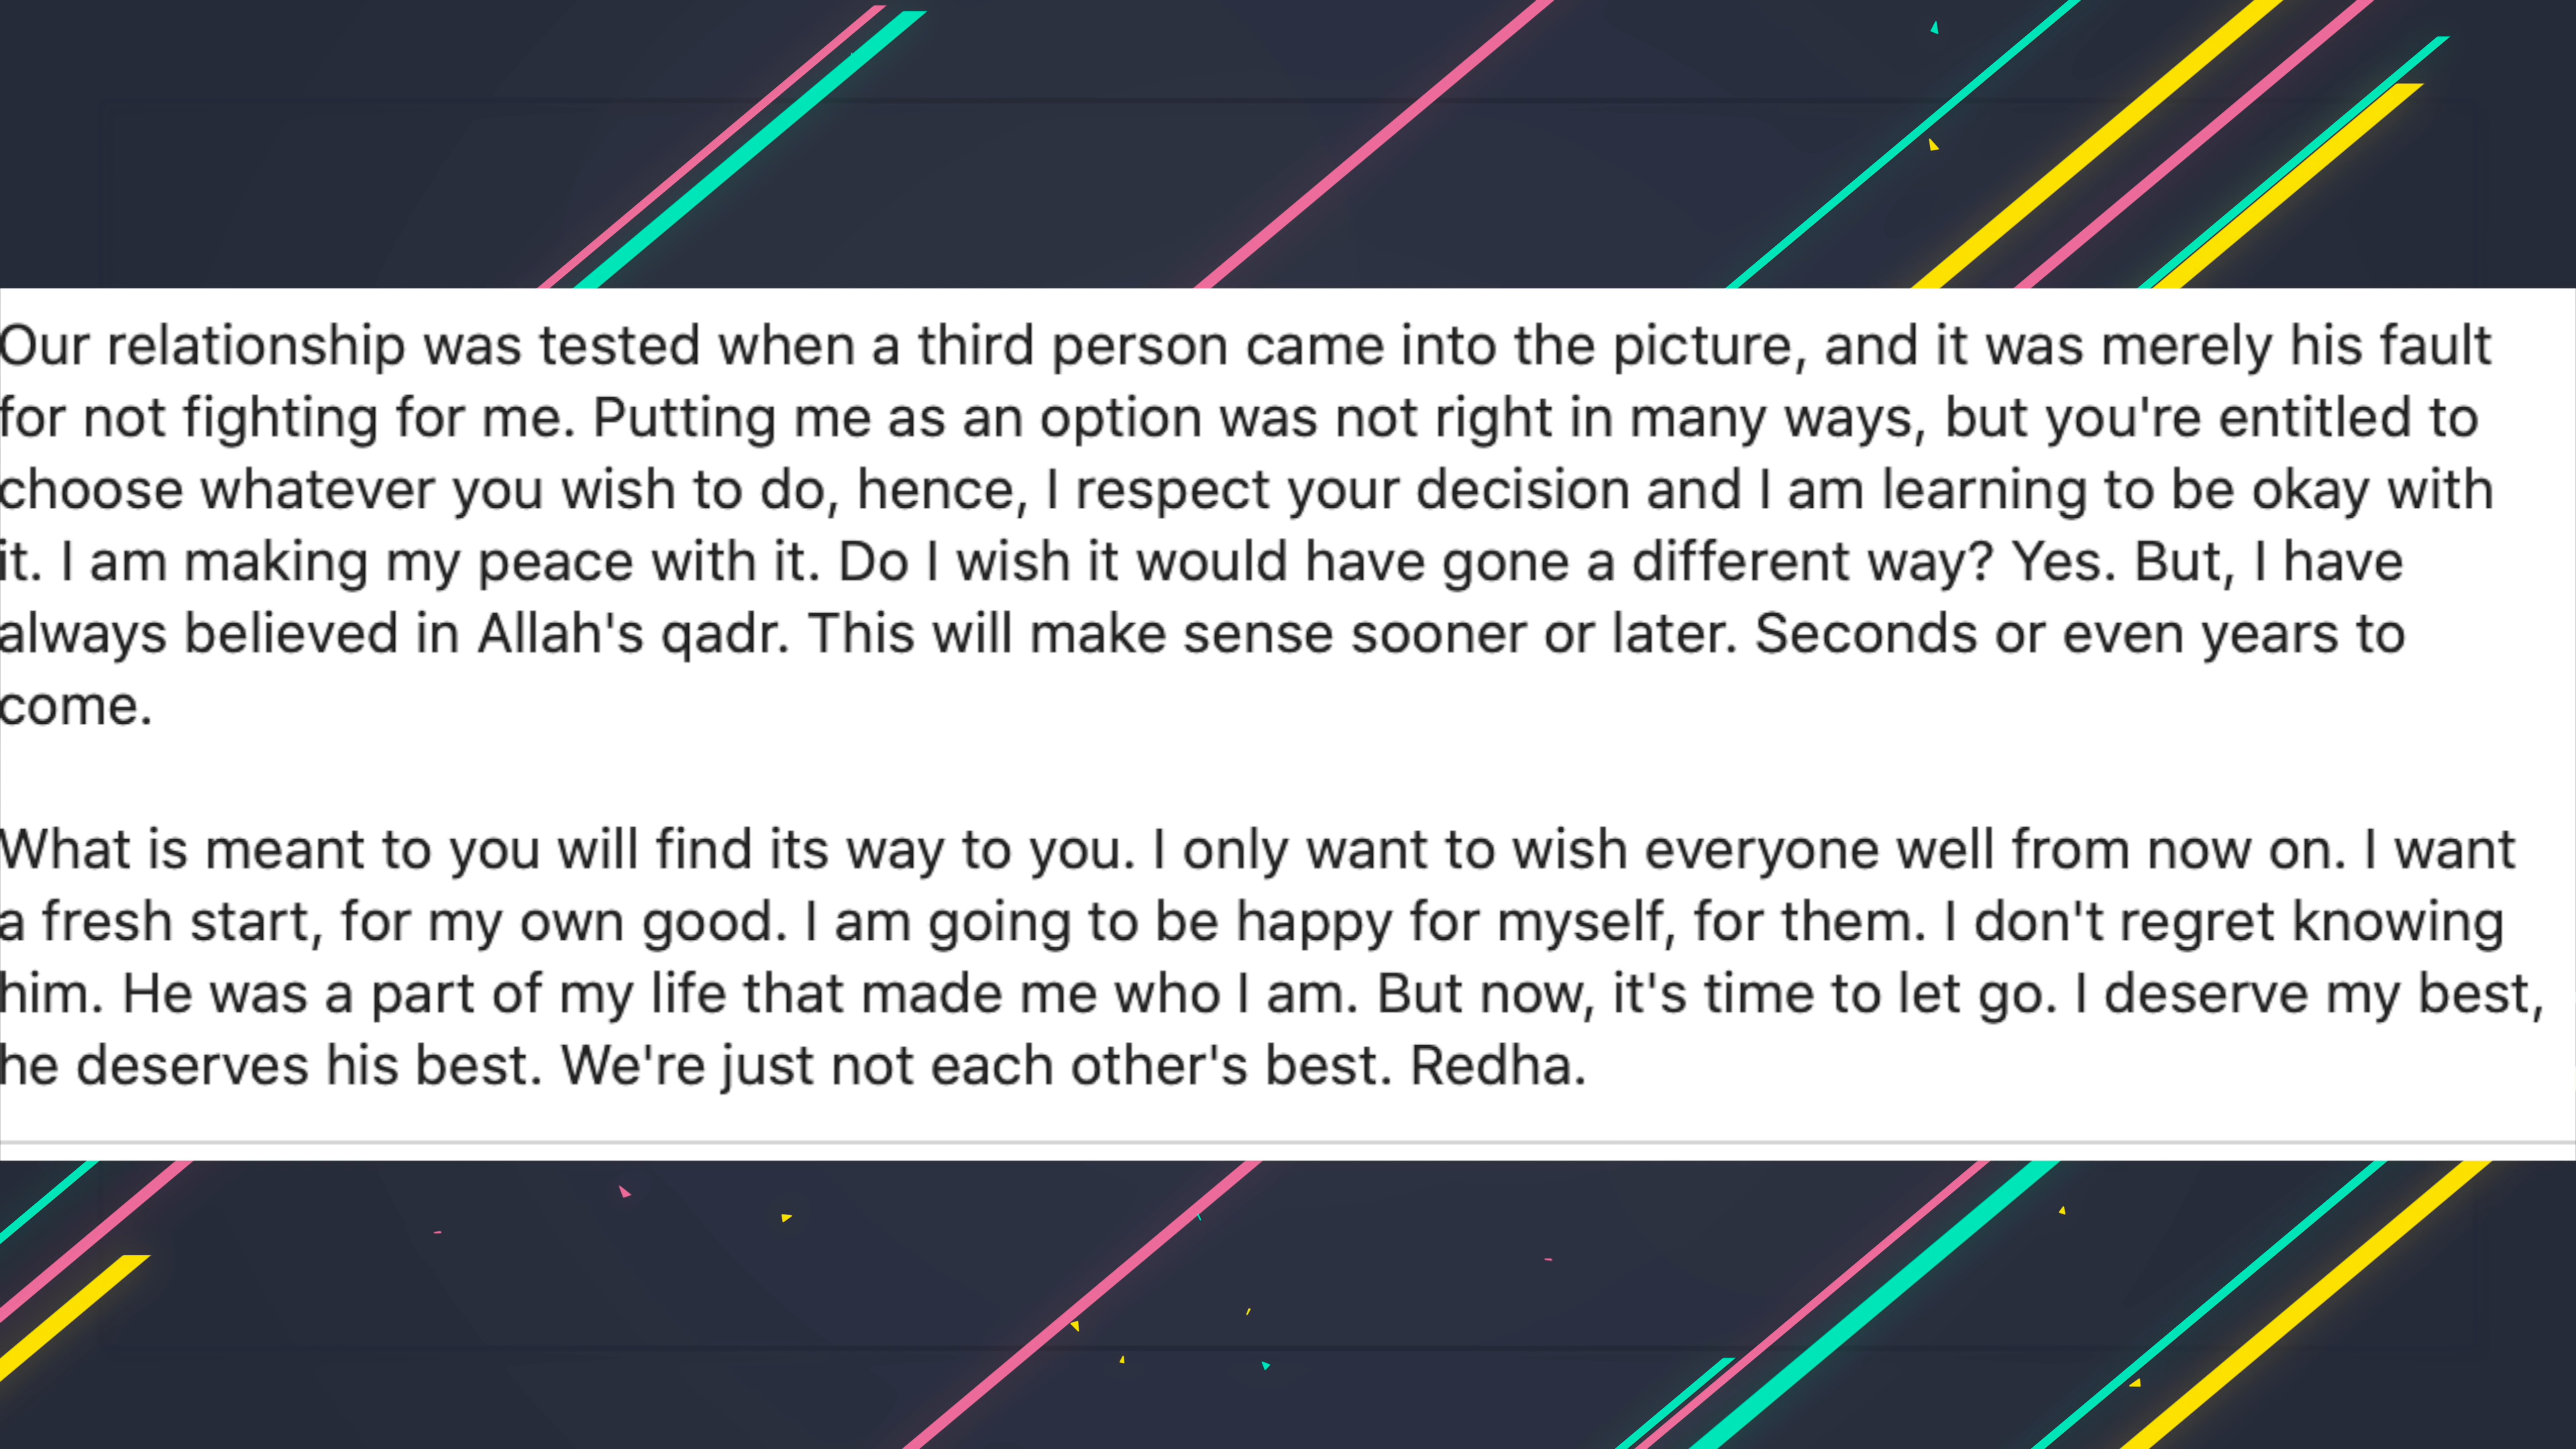 Our relationship was tested when a third person came into the picture, and it was merely his fault
for not fighting for me. Putting me as an option was not right in many ways, but you're entitled to
choose whatever you wish to do, hence, I respect your decision and I am learning to be okay with
it. I am making my peace with it. Do I wish it would have gone a different way? Yes. But, I have
always believed in Allah's qadr. This will make sense sooner or later. Seconds or even years to
come.
What is meant to you will find its way to you. I only want to wish everyone well from now on. I want
a fresh start, for my own good. I am going to be happy for myself, for them. I don't regret knowing
him. He was a part of my life that made me who I am. But now, it's time to let go. I deserve my best,
he deserves his best. We're just not each other's best. Redha.